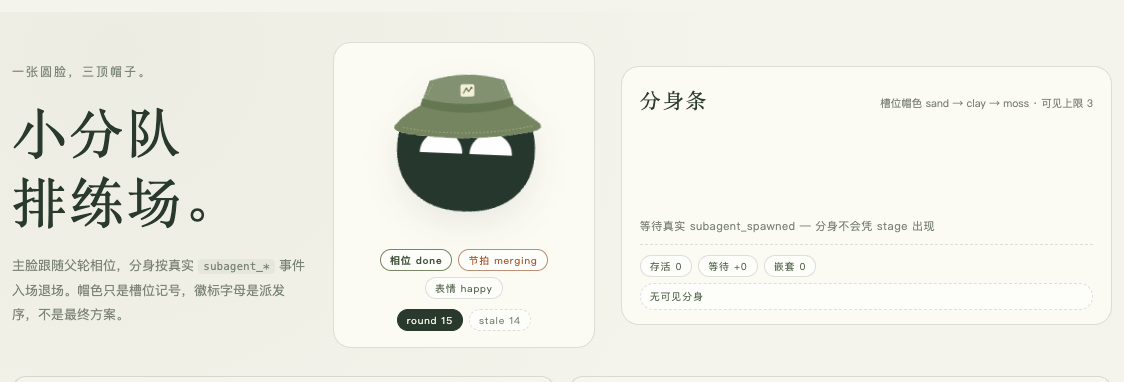 一张圆脸，三顶帽子。
小分队
排练场。
主脸跟随父轮相位，分身按真实 subagent_* 事件
入场退场。帽色只是槽位记号，徽标字母是派发
序，不是最终方案。
相位 done 节拍 merging
表情 happy
round 15 stale 14
分身条 槽位帽色 sand → clay → moss · 可见上限 3
等待真实 subagent_spawned — 分身不会凭 stage 出现
存活 0 等待 +0 嵌套 0
无可见分身